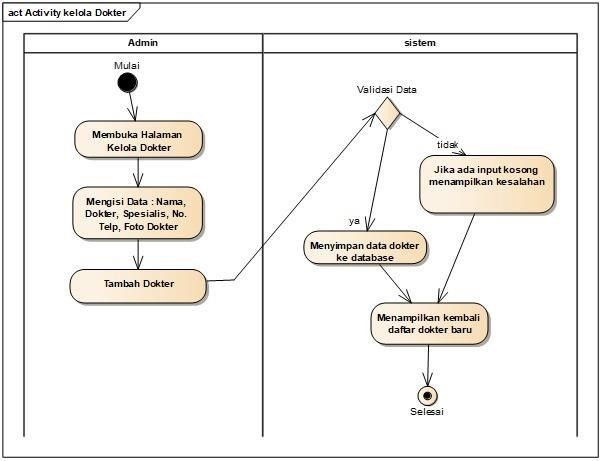 act Activity kelola Dokter
Admin
sistem
Mulai
Membuka Halaman
Kelola Dokter
Mengisi Data : Nama,
Dokter, Spesialis, No.
Telp, Foto Dokter
Tambah Dokter
Validasi Data
tidak
Jika ada input kosong
menampilkan kesalahan
ya
Menyimpan data dokter
ke database
Menampilkan kembali
daftar dokter baru
Selesai